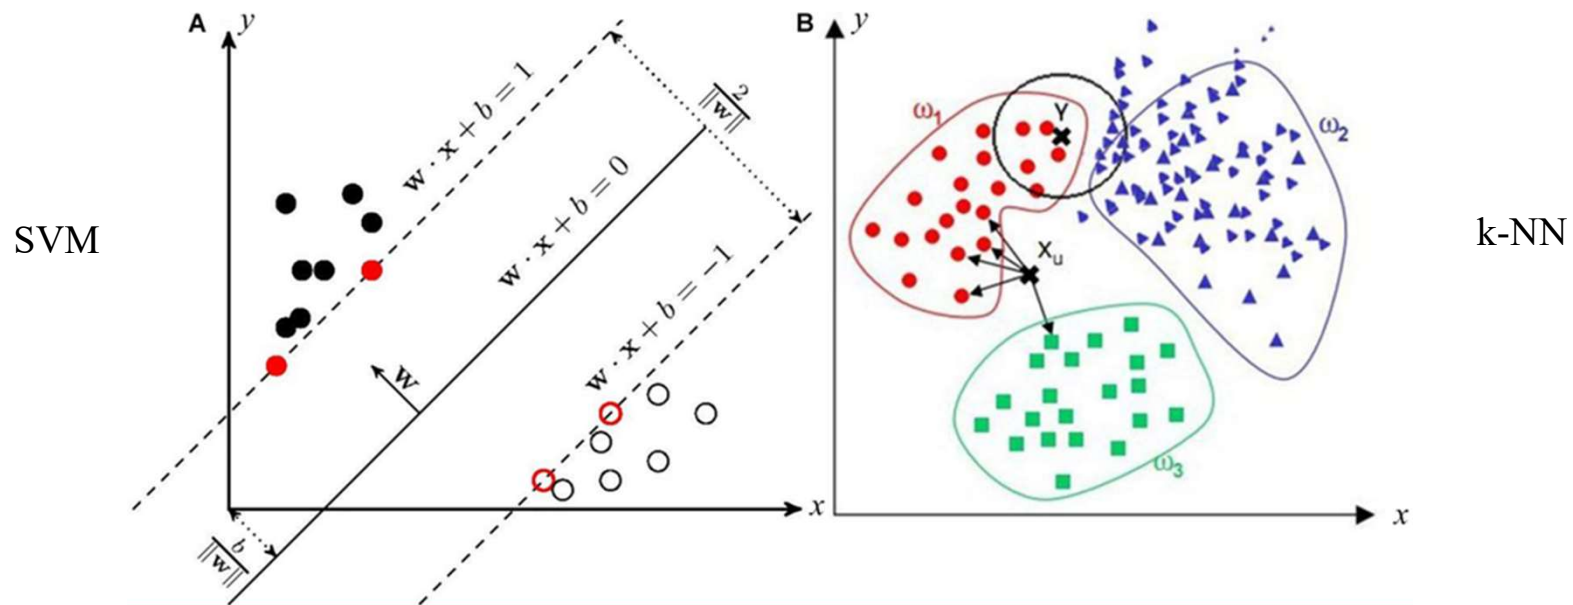 SVM
A
y
w · x + b = 1
2
‖w‖
w · x + b = 0
w · x + b = −1
w
x
b
‖w‖
B
y
ω₁
Y
ω₂
Xᵤ
ω₃
x
k-NN